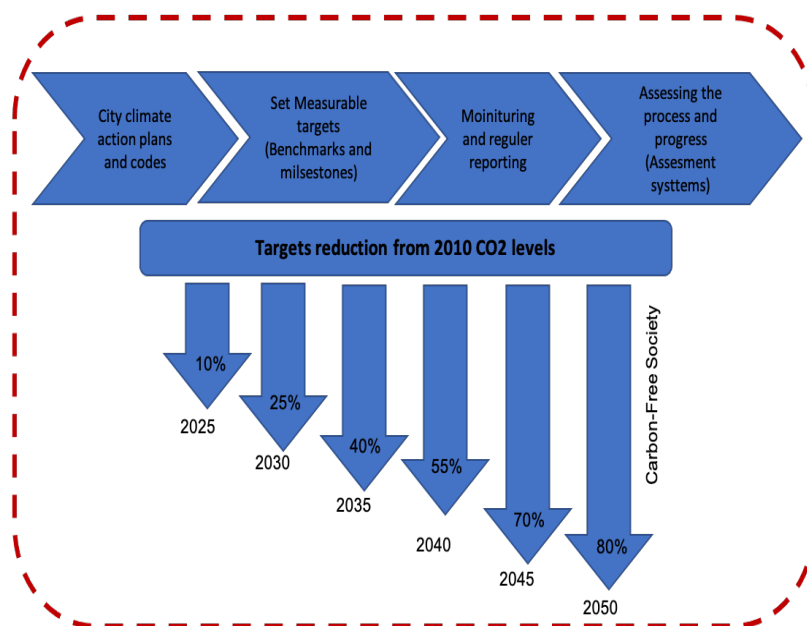 City climate
action plans
and codes
Set Measurable
targets
(Benchmarks and
milsestones)
Moinituring
and reguler
reporting
Assessing the
process and
progress
(Assesment
systtems)
Targets reduction from 2010 CO2 levels
10%
2025
25%
2030
40%
2035
55%
2040
70%
2045
80%
2050
Carbon-Free Society